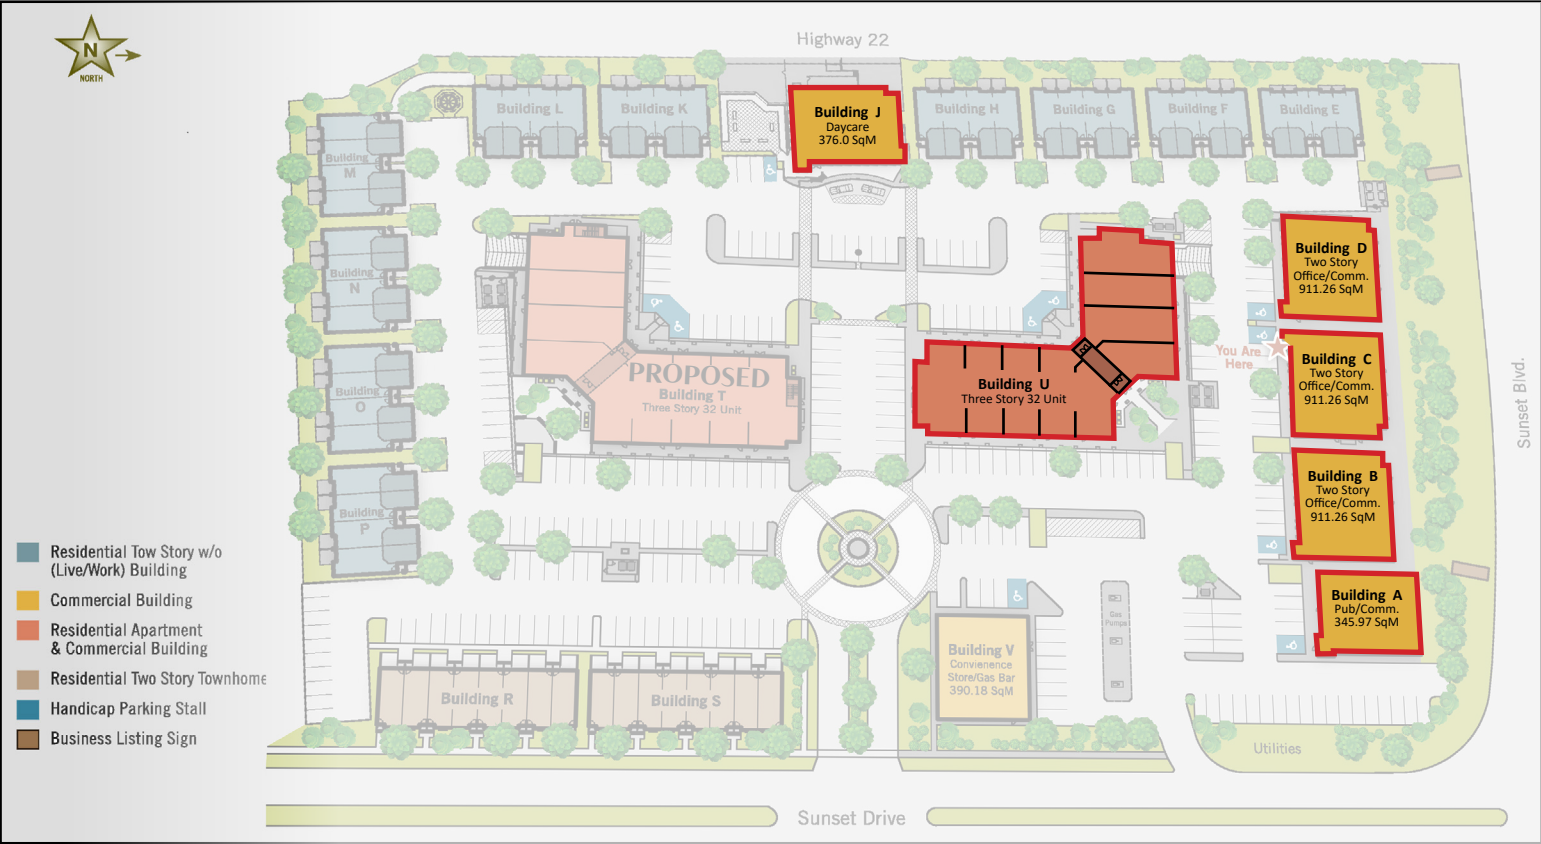 N
NORTH
Highway 22
Building L
Building K
Building J
Daycare
376.0 SqM
Building H
Building G
Building F
Building E
Building
M
Building
N
Building
O
Building
P
PROPOSED
Building T
Three Story 32 Unit
Building U
Three Story 32 Unit
Building D
Two Story
Office/Comm.
911.26 SqM
You Are
Here
Building C
Two Story
Office/Comm.
911.26 SqM
Building B
Two Story
Office/Comm.
911.26 SqM
Building A
Pub/Comm.
345.97 SqM
Sunset Blvd.
Gas
Pumps
Building V
Convienence
Store/Gas Bar
390.18 SqM
Building R
Building S
Utilities
Sunset Drive
Residential Tow Story w/o
(Live/Work) Building
Commercial Building
Residential Apartment
& Commercial Building
Residential Two Story Townhome
Handicap Parking Stall
Business Listing Sign